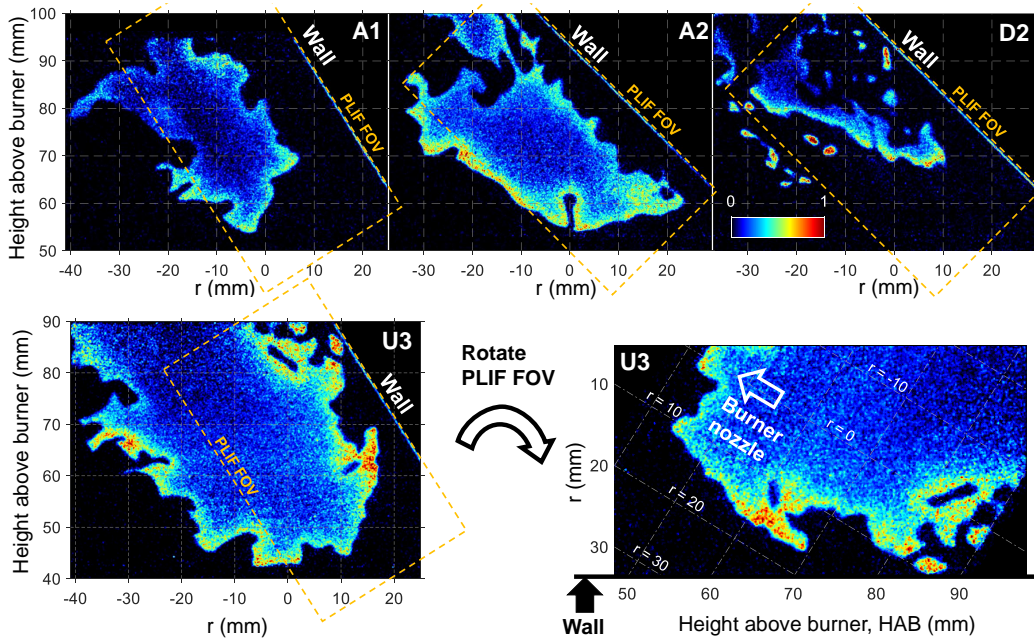 A1
A2
D2
Wall
Wall
Wall
PLIF FOV
PLIF FOV
PLIF FOV
Height above burner (mm)
100
90
80
70
60
50
0 1
-40 -30 -20 -10 0 10 20
-30 -20 -10 0 10 20
-30 -20 -10 0 10 20
r (mm)
r (mm)
r (mm)
U3
Wall
PLIF FOV
Height above burner (mm)
90
80
70
60
50
40
-40 -30 -20 -10 0 10 20
r (mm)
Rotate
PLIF FOV
U3
Burner
nozzle
r = -10
r = 0
r = 10
r = 20
r = 30
r (mm)
10
20
30
50 60 70 80 90
Wall
Height above burner, HAB (mm)